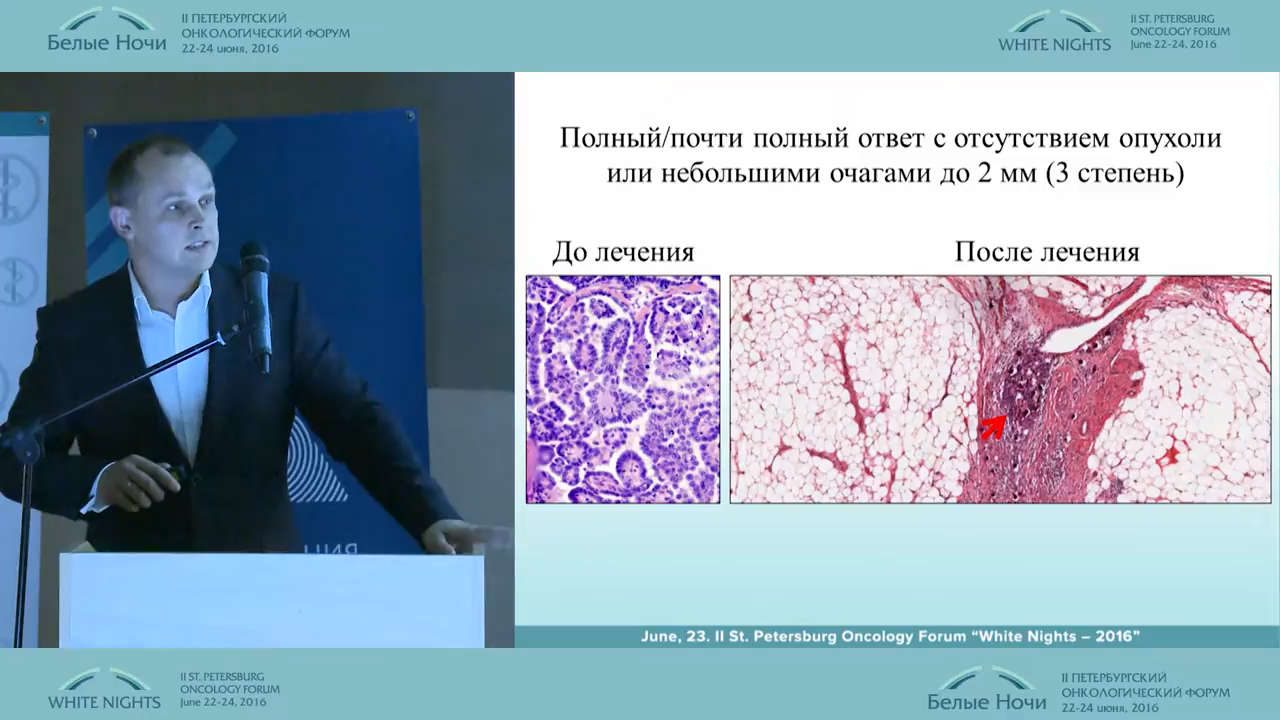 Белые Ночи
II ПЕТЕРБУРГСКИЙ
ОНКОЛОГИЧЕСКИЙ ФОРУМ
22-24 июня, 2016
WHITE NIGHTS
II ST. PETERSBURG
ONCOLOGY FORUM
June 22-24, 2016
Полный/почти полный ответ с отсутствием опухоли
или небольшими очагами до 2 мм (3 степень)
До лечения
После лечения
June, 23. II St. Petersburg Oncology Forum “White Nights – 2016”
WHITE NIGHTS
II ST. PETERSBURG
ONCOLOGY FORUM
June 22-24, 2016
Белые Ночи
II ПЕТЕРБУРГСКИЙ
ОНКОЛОГИЧЕСКИЙ ФОРУМ
22-24 июня, 2016